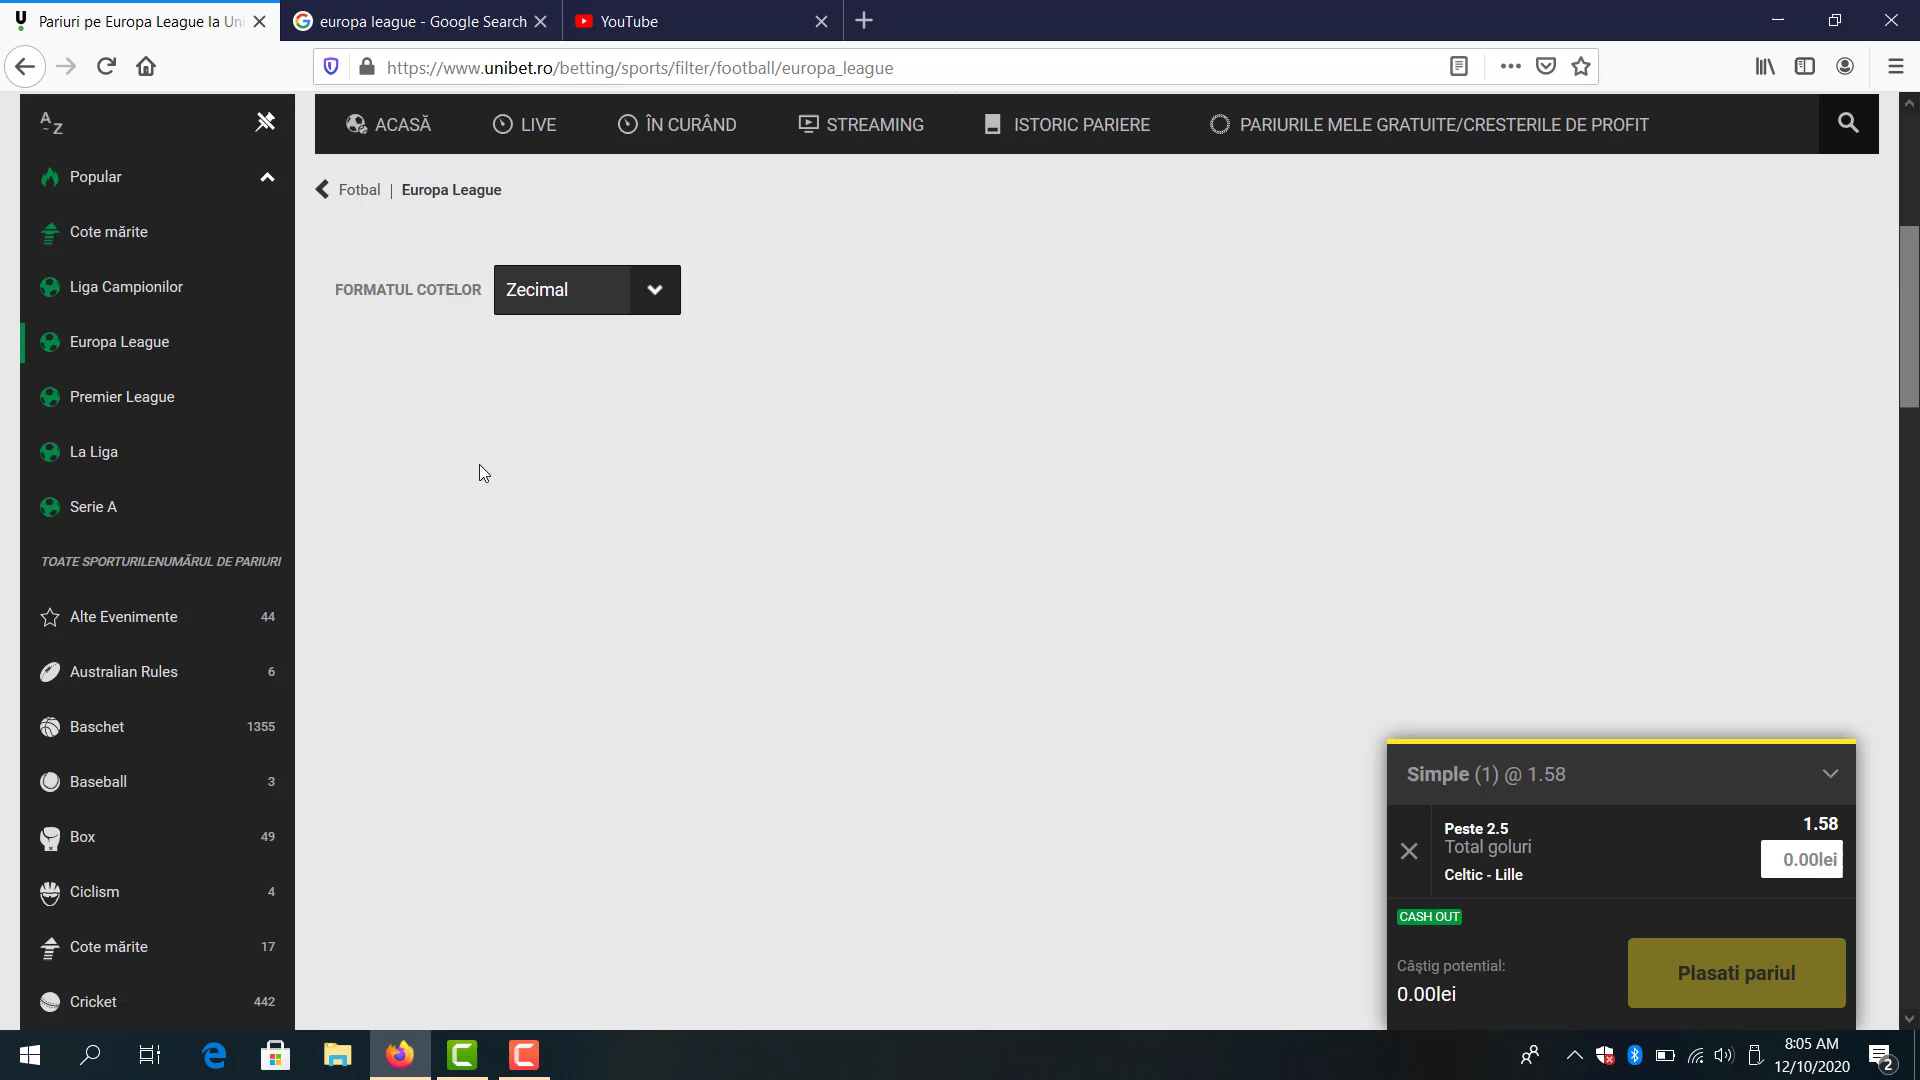 Pariuri pe Europa League la Un
europa league - Google Search
YouTube
https://www.unibet.ro/betting/sports/filter/football/europa_league
A~Z
ACASĂ
LIVE
ÎN CURÂND
STREAMING
ISTORIC PARIERE
PARIURILE MELE GRATUITE/CRESTERILE DE PROFIT
Popular
Cote mărite
Liga Campionilor
Europa League
Premier League
La Liga
Serie A
TOATE SPORTURILENUMĂRUL DE PARIURI
Alte Evenimente 44
Australian Rules 6
Baschet 1355
Baseball 3
Box 49
Ciclism 4
Cote mărite 17
Cricket 442
Fotbal | Europa League
FORMATUL COTELOR
Zecimal
Simple (1) @ 1.58
Peste 2.5
1.58
Total goluri
0.00lei
Celtic - Lille
CASH OUT
Câştig potential:
0.00lei
Plasati pariul
8:05 AM
12/10/2020
2